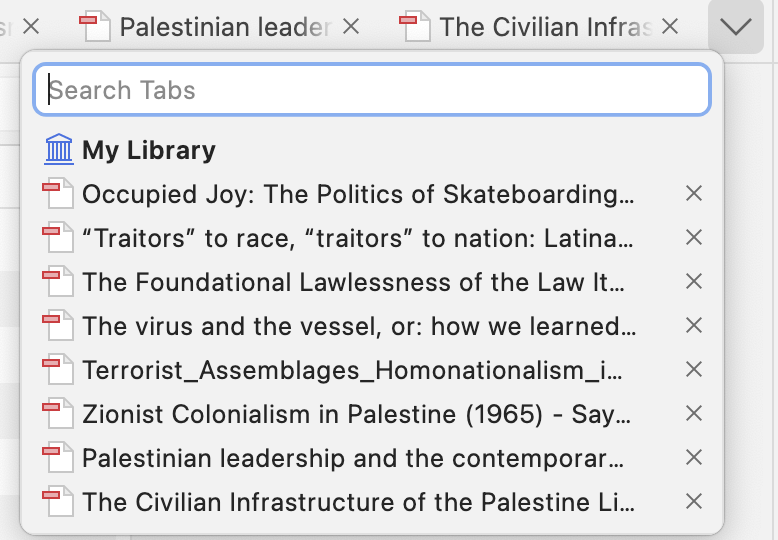 Palestinian leader
The Civilian Infras
Search Tabs
My Library
Occupied Joy: The Politics of Skateboarding…
“Traitors” to race, “traitors” to nation: Latina…
The Foundational Lawlessness of the Law It…
The virus and the vessel, or: how we learned…
Terrorist_Assemblages_Homonationalism_i…
Zionist Colonialism in Palestine (1965) - Say…
Palestinian leadership and the contemporar…
The Civilian Infrastructure of the Palestine Li…